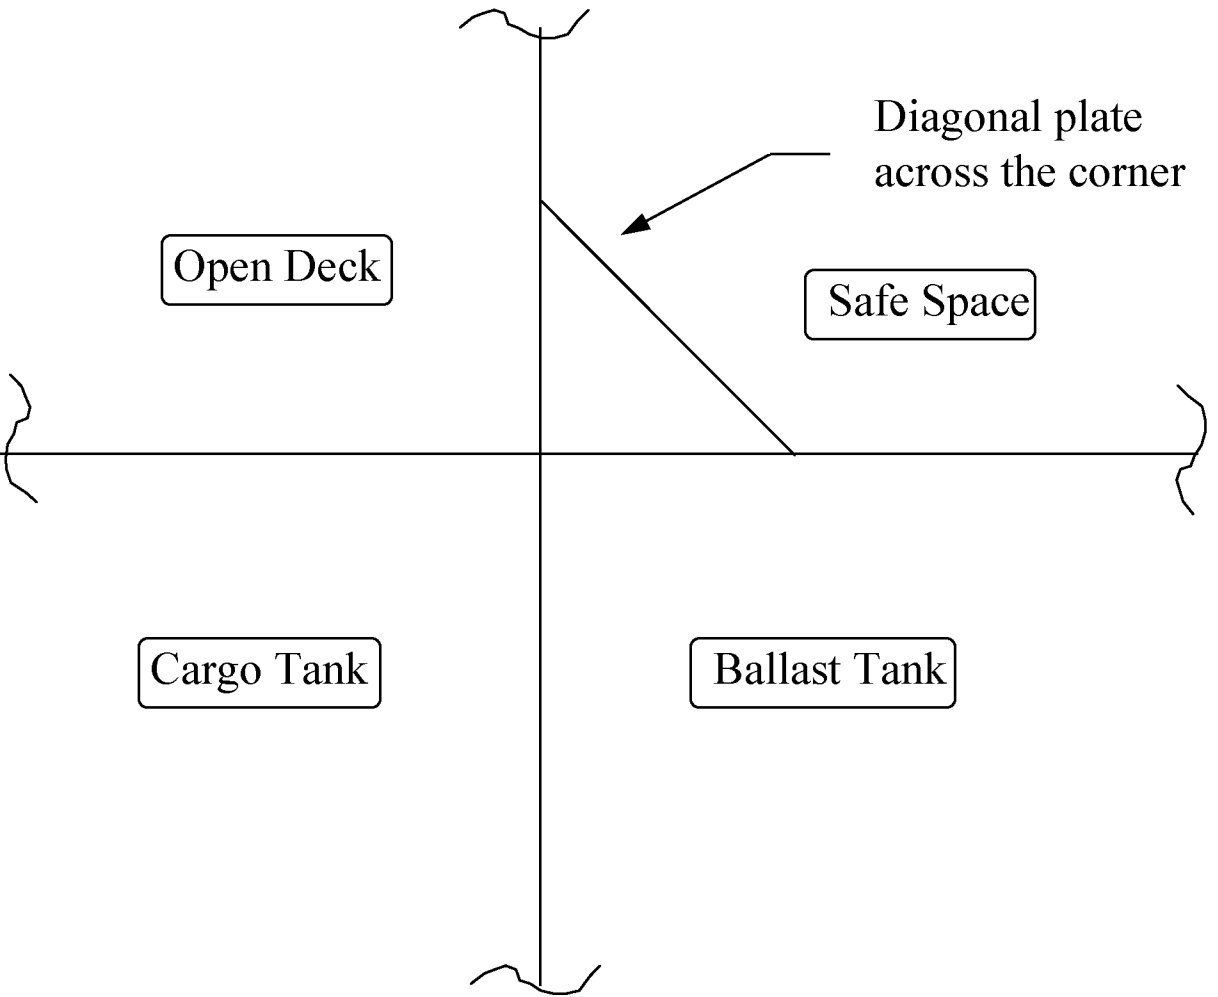 Diagonal plate
across the corner
Open Deck
Safe Space
Cargo Tank
Ballast Tank